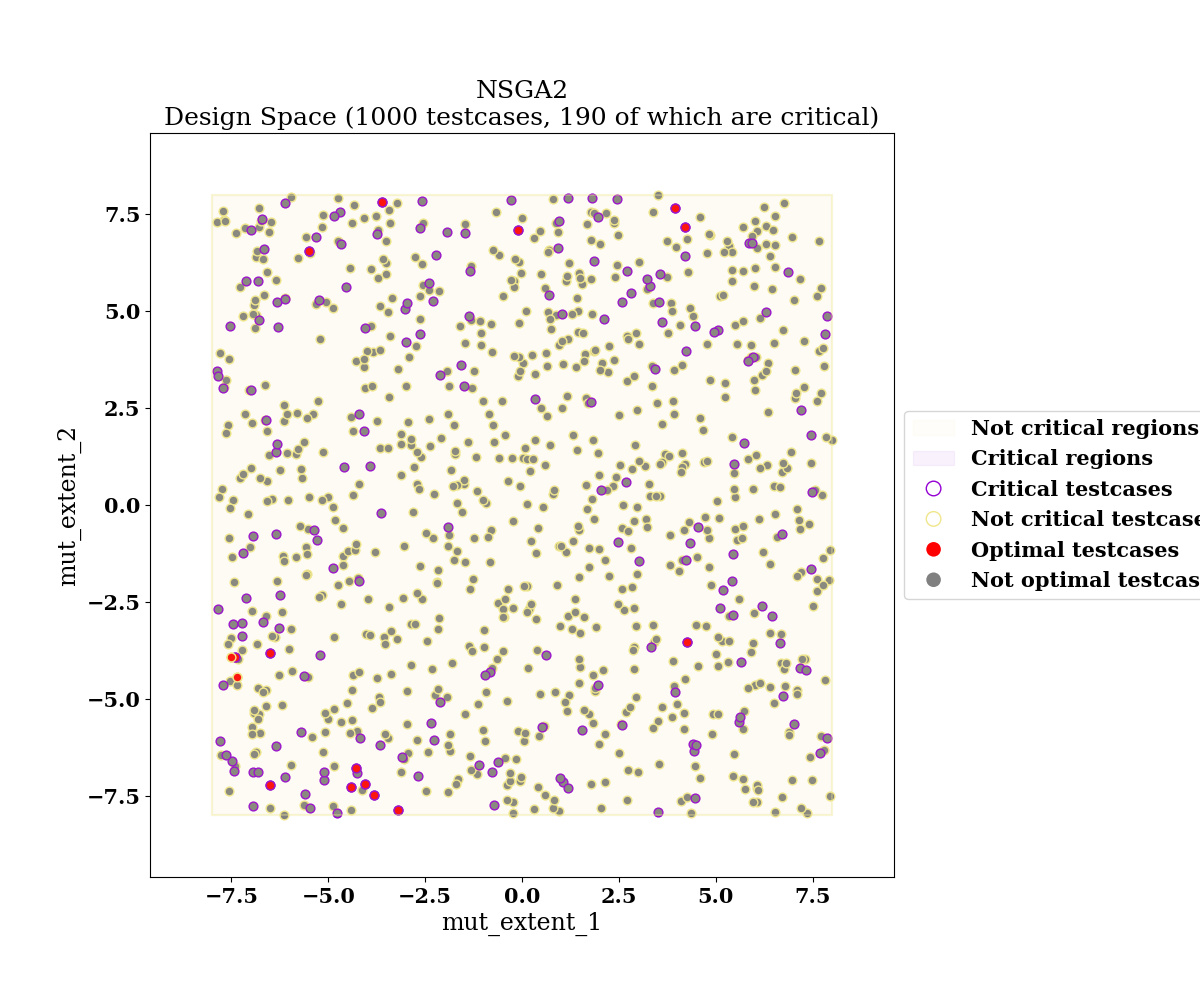 NSGA2
Design Space (1000 testcases, 190 of which are critical)
7.5
5.0
2.5
0.0
−2.5
−5.0
−7.5
mut_extent_2
−7.5
−5.0
−2.5
0.0
2.5
5.0
7.5
mut_extent_1
Not critical regions
Critical regions
Critical testcases
Not critical testcase
Optimal testcases
Not optimal testcas